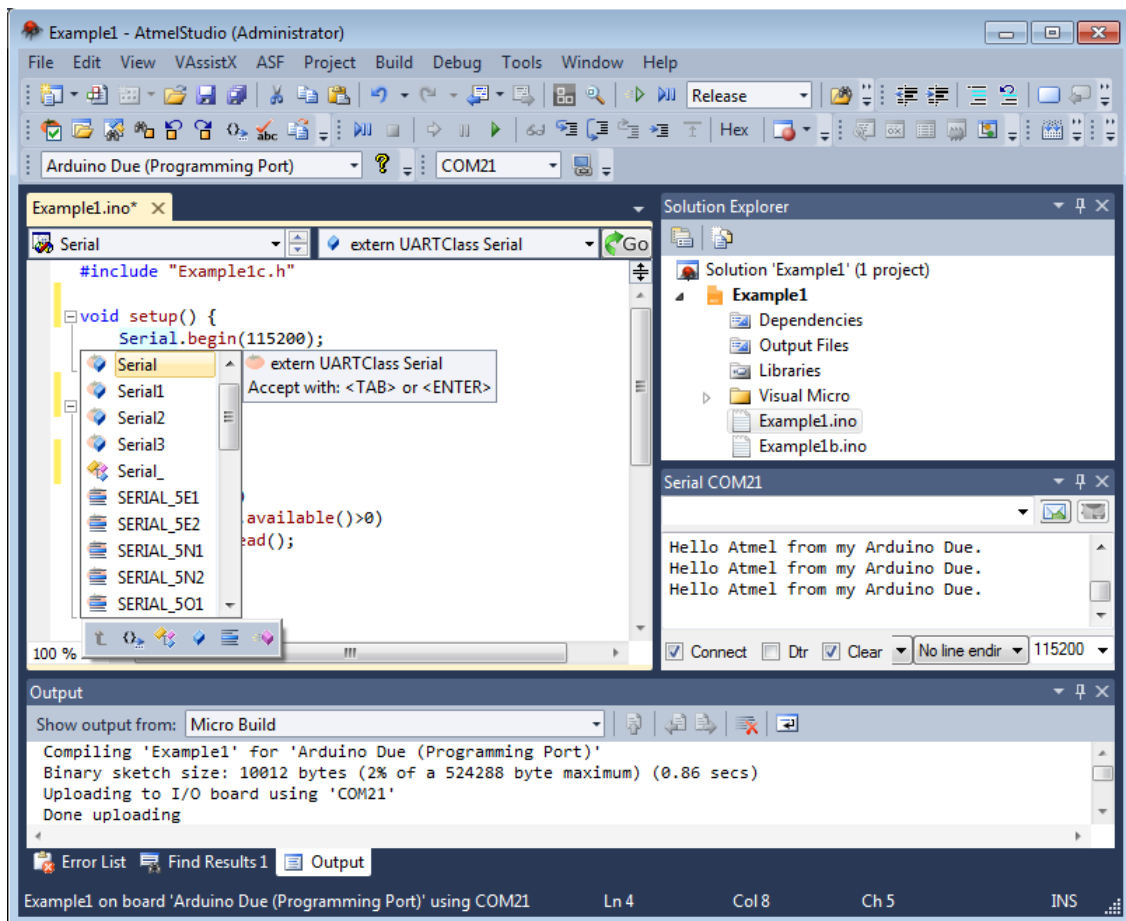 Example1 - AtmelStudio (Administrator)
File Edit View VAssistX ASF Project Build Debug Tools Window Help
Release
abc Hex
Arduino Due (Programming Port) COM21
Example1.ino*
Serial extern UARTClass Serial Go
#include "Example1c.h"
void setup() {
Serial.begin(115200);
Serial
Serial1
Serial2
Serial3
Serial_
SERIAL_5E1
SERIAL_5E2
SERIAL_5N1
SERIAL_5N2
SERIAL_5O1
extern UARTClass Serial
Accept with: <TAB> or <ENTER>
)
.available()>0)
ead();
100 %
Solution Explorer
Solution 'Example1' (1 project)
Example1
Dependencies
Output Files
Libraries
Visual Micro
Example1.ino
Example1b.ino
Serial COM21
Hello Atmel from my Arduino Due.
Hello Atmel from my Arduino Due.
Hello Atmel from my Arduino Due.
Connect Dtr Clear No line endir 115200
Output
Show output from: Micro Build
Compiling 'Example1' for 'Arduino Due (Programming Port)'
Binary sketch size: 10012 bytes (2% of a 524288 byte maximum) (0.86 secs)
Uploading to I/O board using 'COM21'
Done uploading
Error List Find Results 1 Output
Example1 on board 'Arduino Due (Programming Port)' using COM21 Ln 4 Col 8 Ch 5 INS